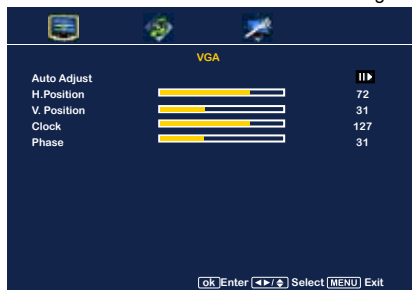 VGA
Auto Adjust
H.Position 72
V. Position 31
Clock 127
Phase 31
ok Enter ◄►/♦ Select MENU Exit